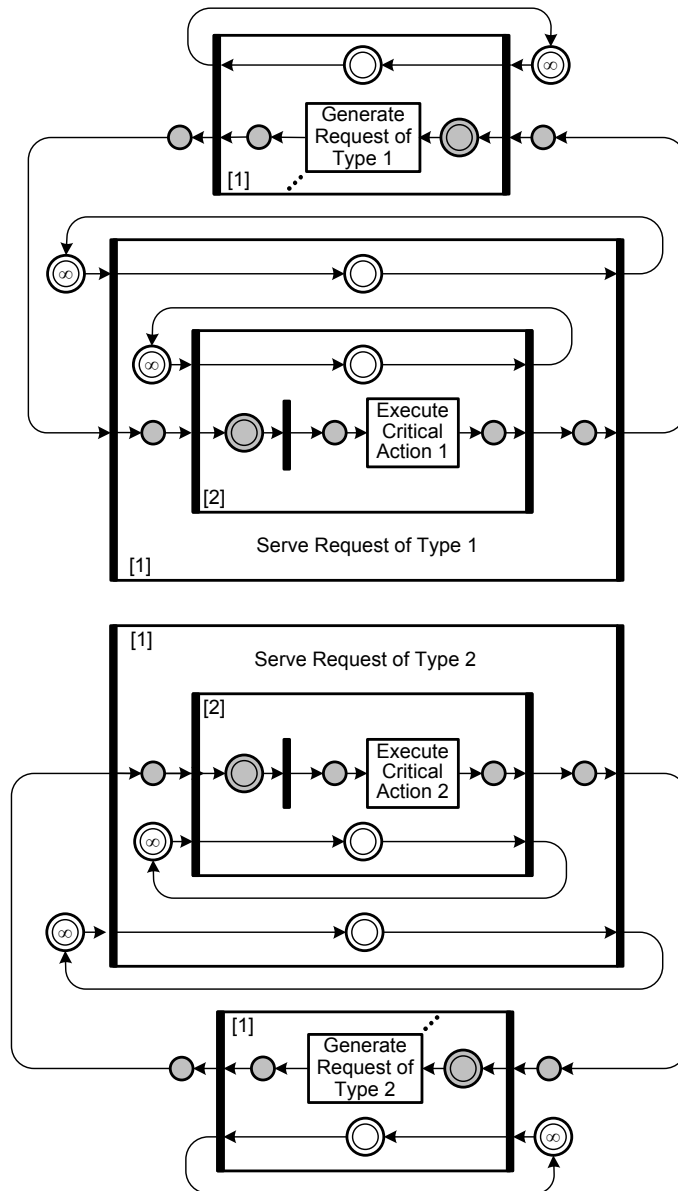 ∞
Generate
Request of
Type 1
[1]
∞
∞
Execute
Critical
Action 1
[2]
Serve Request of Type 1
[1]
[1]
Serve Request of Type 2
[2]
Execute
Critical
Action 2
∞
∞
[1]
Generate
Request of
Type 2
∞